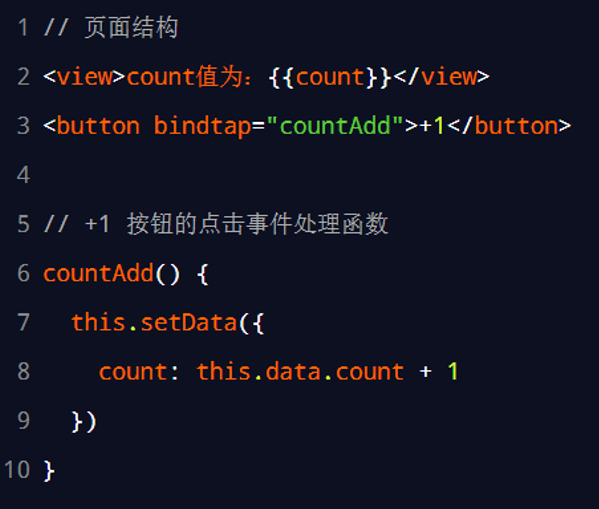 1 // 页面结构
2 <view>count值为：{{count}}</view>
3 <button bindtap="countAdd">+1</button>
4
5 // +1 按钮的点击事件处理函数
6 countAdd() {
7   this.setData({
8     count: this.data.count + 1
9   })
10 }